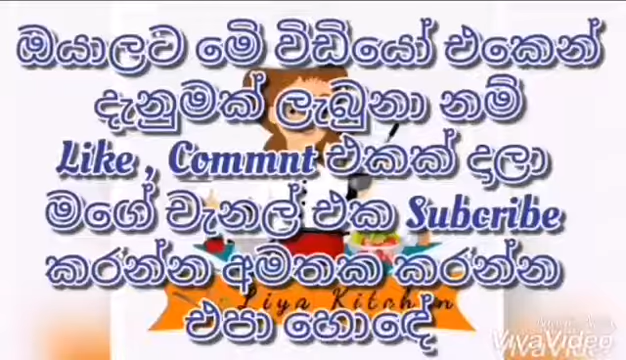 ඔයාලට මේ විඩියෝ එකෙන්
දැනුමක් ලැබුනා නම්
Like , Commnt එකක් දාලා
මගේ චැනල් එක Subcribe
කරන්න අමතක කරන්න
Liya Kitchen
එපා හොඳේ
VivaVideo